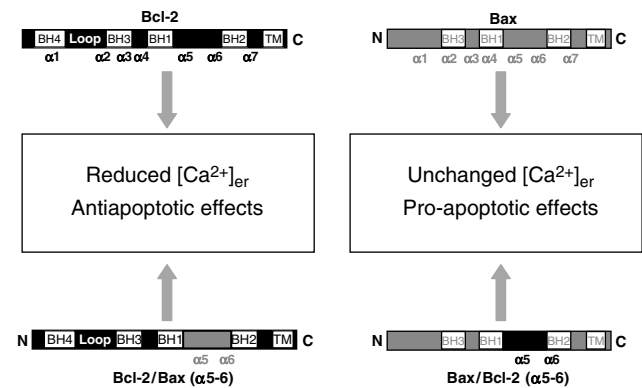 Bcl-2
BH4 Loop BH3 BH1 BH2 TM C
α1 α2 α3 α4 α5 α6 α7
Bax
N BH3 BH1 BH2 TM C
α1 α2 α3 α4 α5 α6 α7
Reduced [Ca²⁺]er
Antiapoptotic effects
Unchanged [Ca²⁺]er
Pro-apoptotic effects
N BH4 Loop BH3 BH1 BH2 TM C
α5 α6
Bcl-2/Bax (α5-6)
N BH3 BH1 BH2 TM C
α5 α6
Bax/Bcl-2 (α5-6)